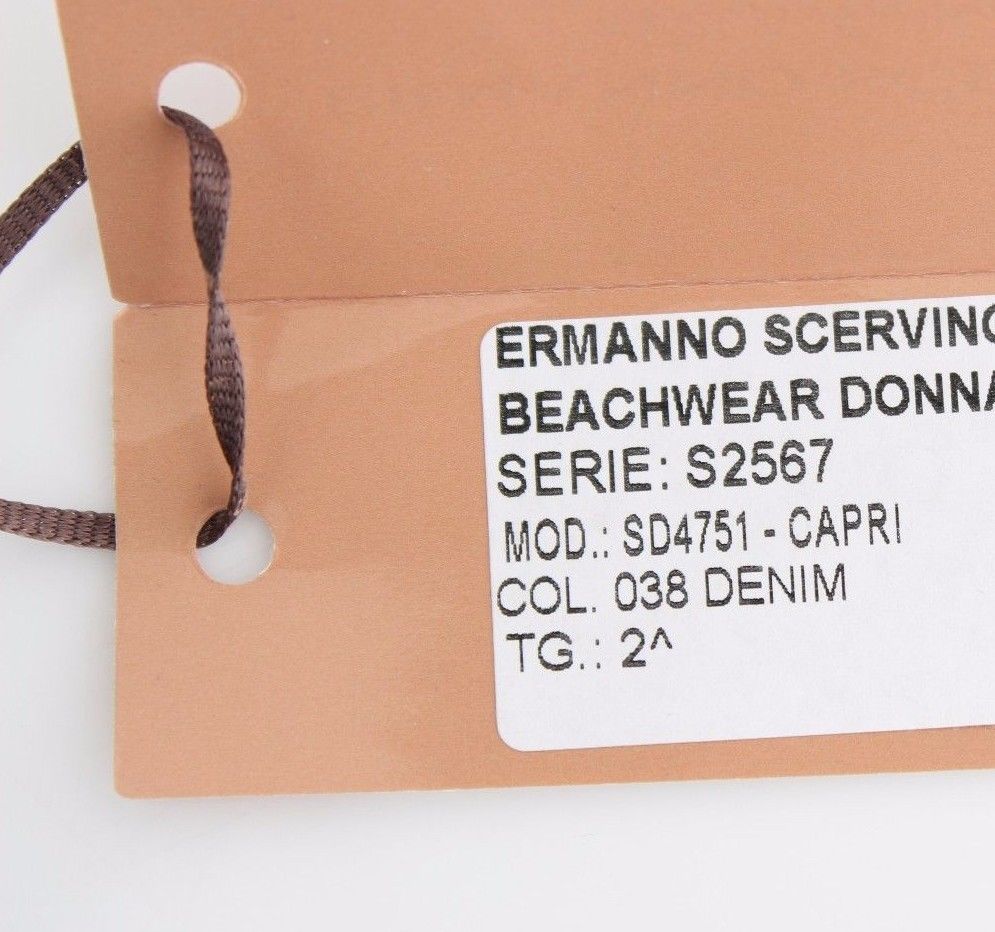 ERMANNO SCERVINO
BEACHWEAR DONNA
SERIE: S2567
MOD.: SD4751 - CAPRI
COL. 038 DENIM
TG.: 2^